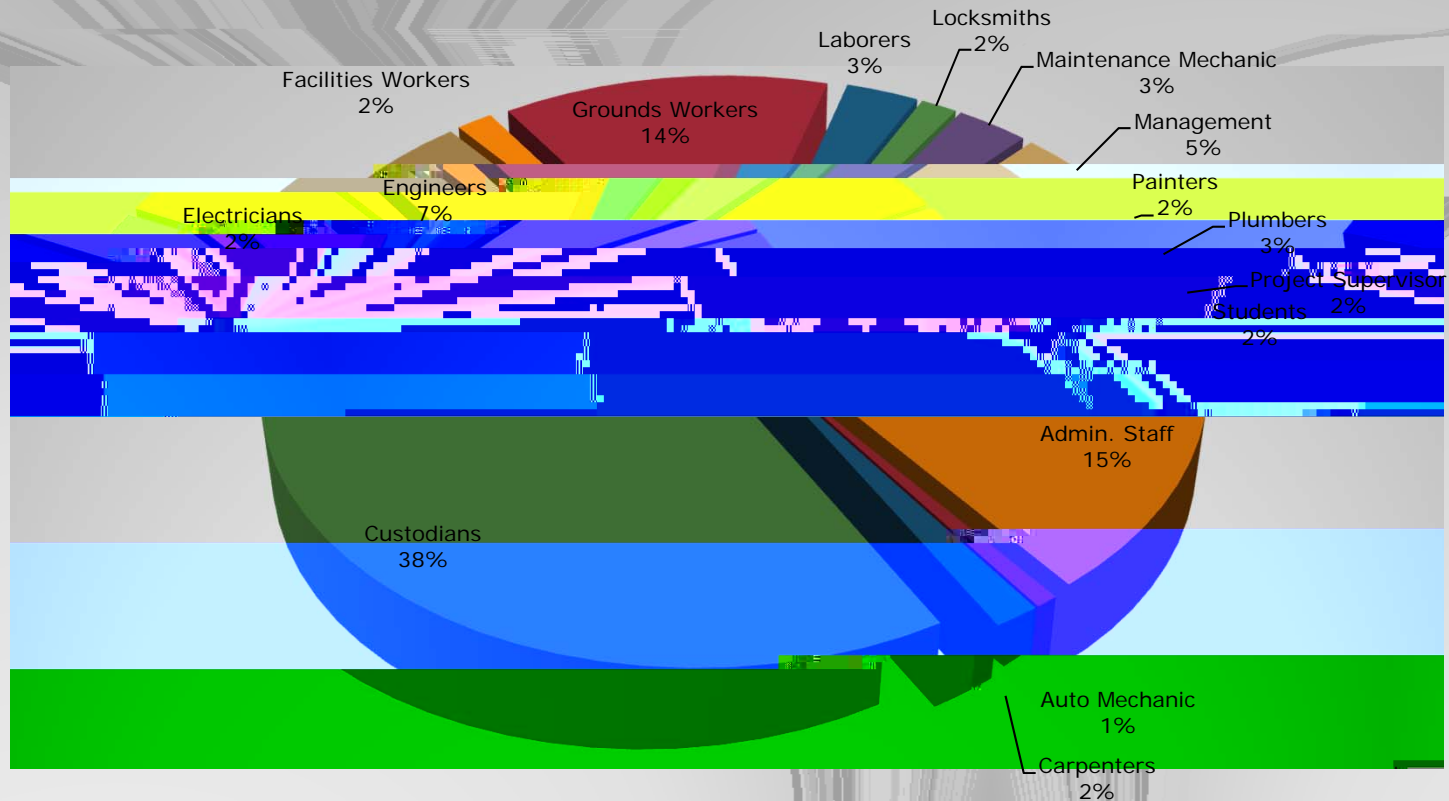 Locksmiths
2%
Laborers
3%
Maintenance Mechanic
3%
Facilities Workers
2%
Grounds Workers
14%
Management
5%
Painters
2%
Engineers
7%
Electricians
2%
Plumbers
3%
Project Supervisor
2%
Students
2%
Admin. Staff
15%
Custodians
38%
Auto Mechanic
1%
Carpenters
2%